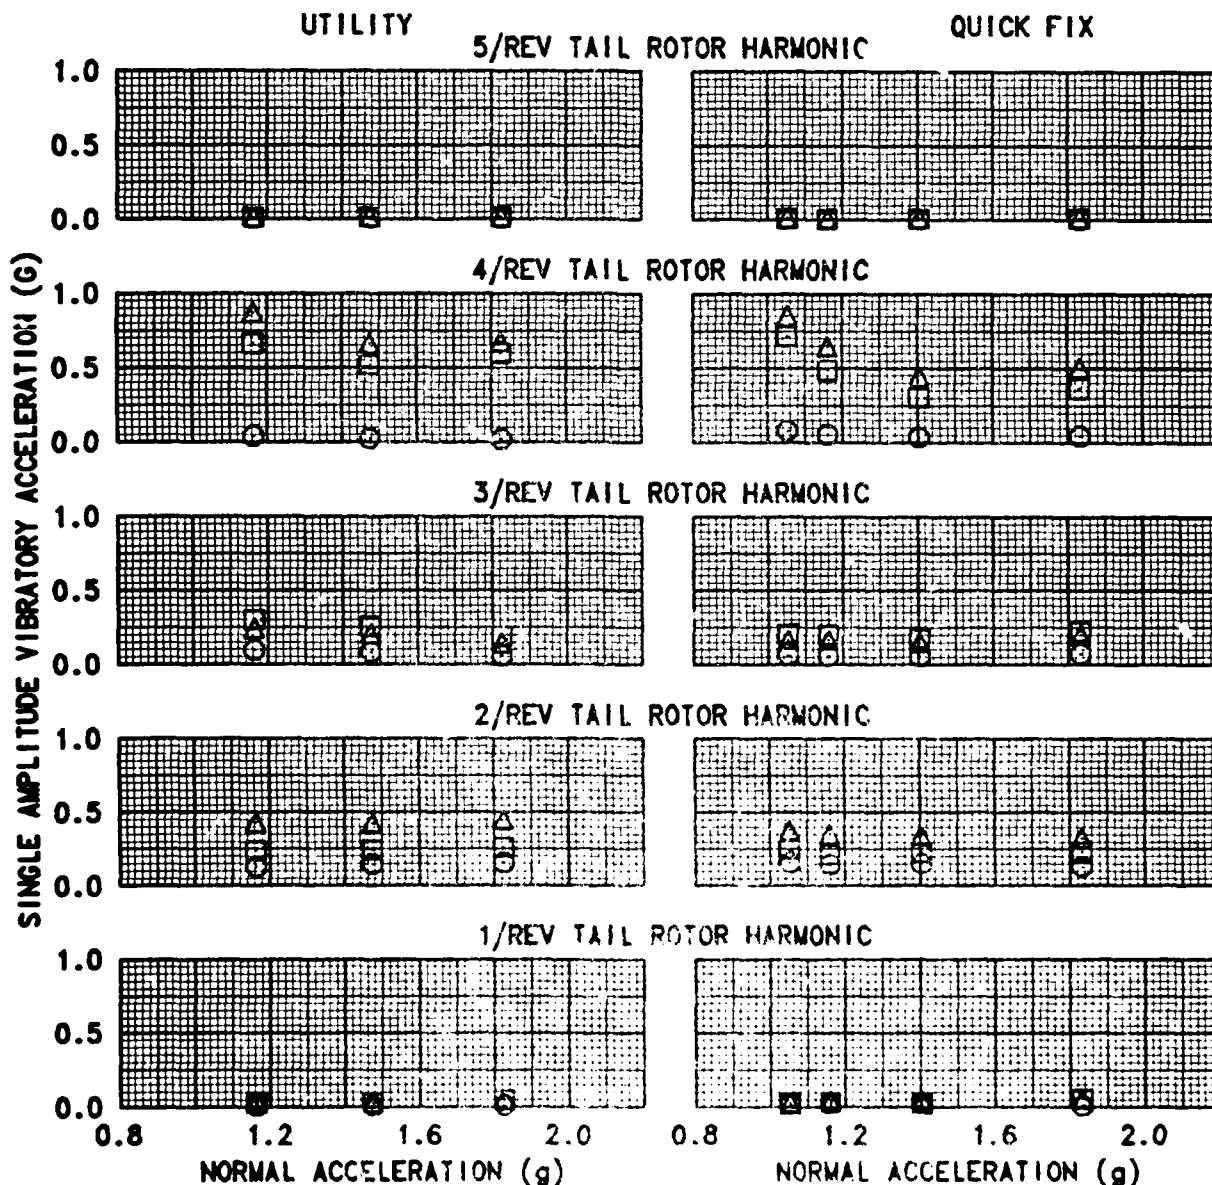 UTILITY QUICK FIX
5/REV TAIL ROTOR HARMONIC
1.0
0.5
0.0
4/REV TAIL ROTOR HARMONIC
1.0
0.5
0.0
3/REV TAIL ROTOR HARMONIC
1.0
0.5
0.0
2/REV TAIL ROTOR HARMONIC
1.0
0.5
0.0
1/REV TAIL ROTOR HARMONIC
1.0
0.5
0.0
SINGLE AMPLITUDE VIBRATORY ACCELERATION (G)
0.8 1.2 1.6 2.0 0.8 1.2 1.6 2.0
NORMAL ACCELERATION (g) NORMAL ACCELERATION (g)